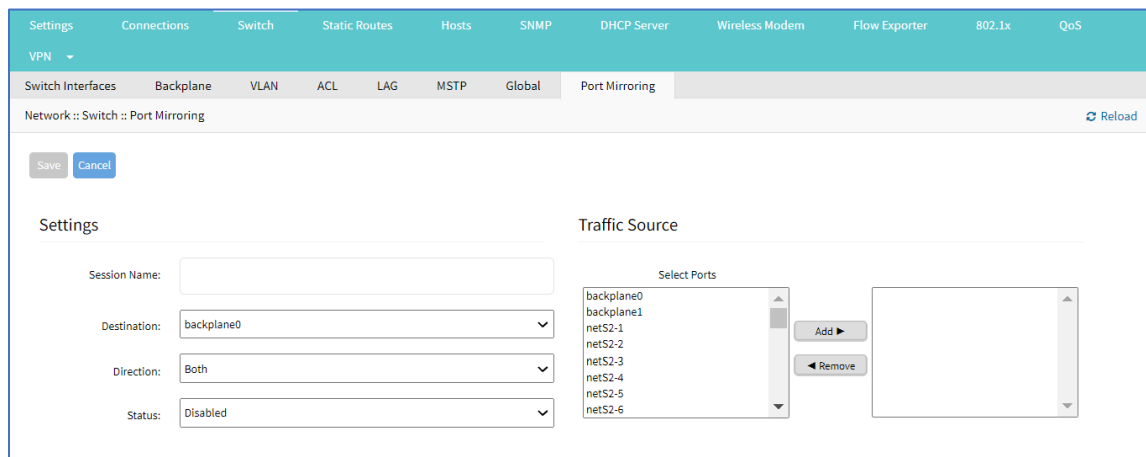 Settings Connections Switch Static Routes Hosts SNMP DHCP Server Wireless Modem Flow Exporter 802.1x QoS
VPN
Switch Interfaces Backplane VLAN ACL LAG MSTP Global Port Mirroring
Network :: Switch :: Port Mirroring Reload
Save Cancel
Settings
Session Name:
Destination: backplane0
Direction: Both
Status: Disabled
Traffic Source
Select Ports
backplane0
backplane1
netS2-1
netS2-2
netS2-3
netS2-4
netS2-5
netS2-6
Add ►
◄ Remove